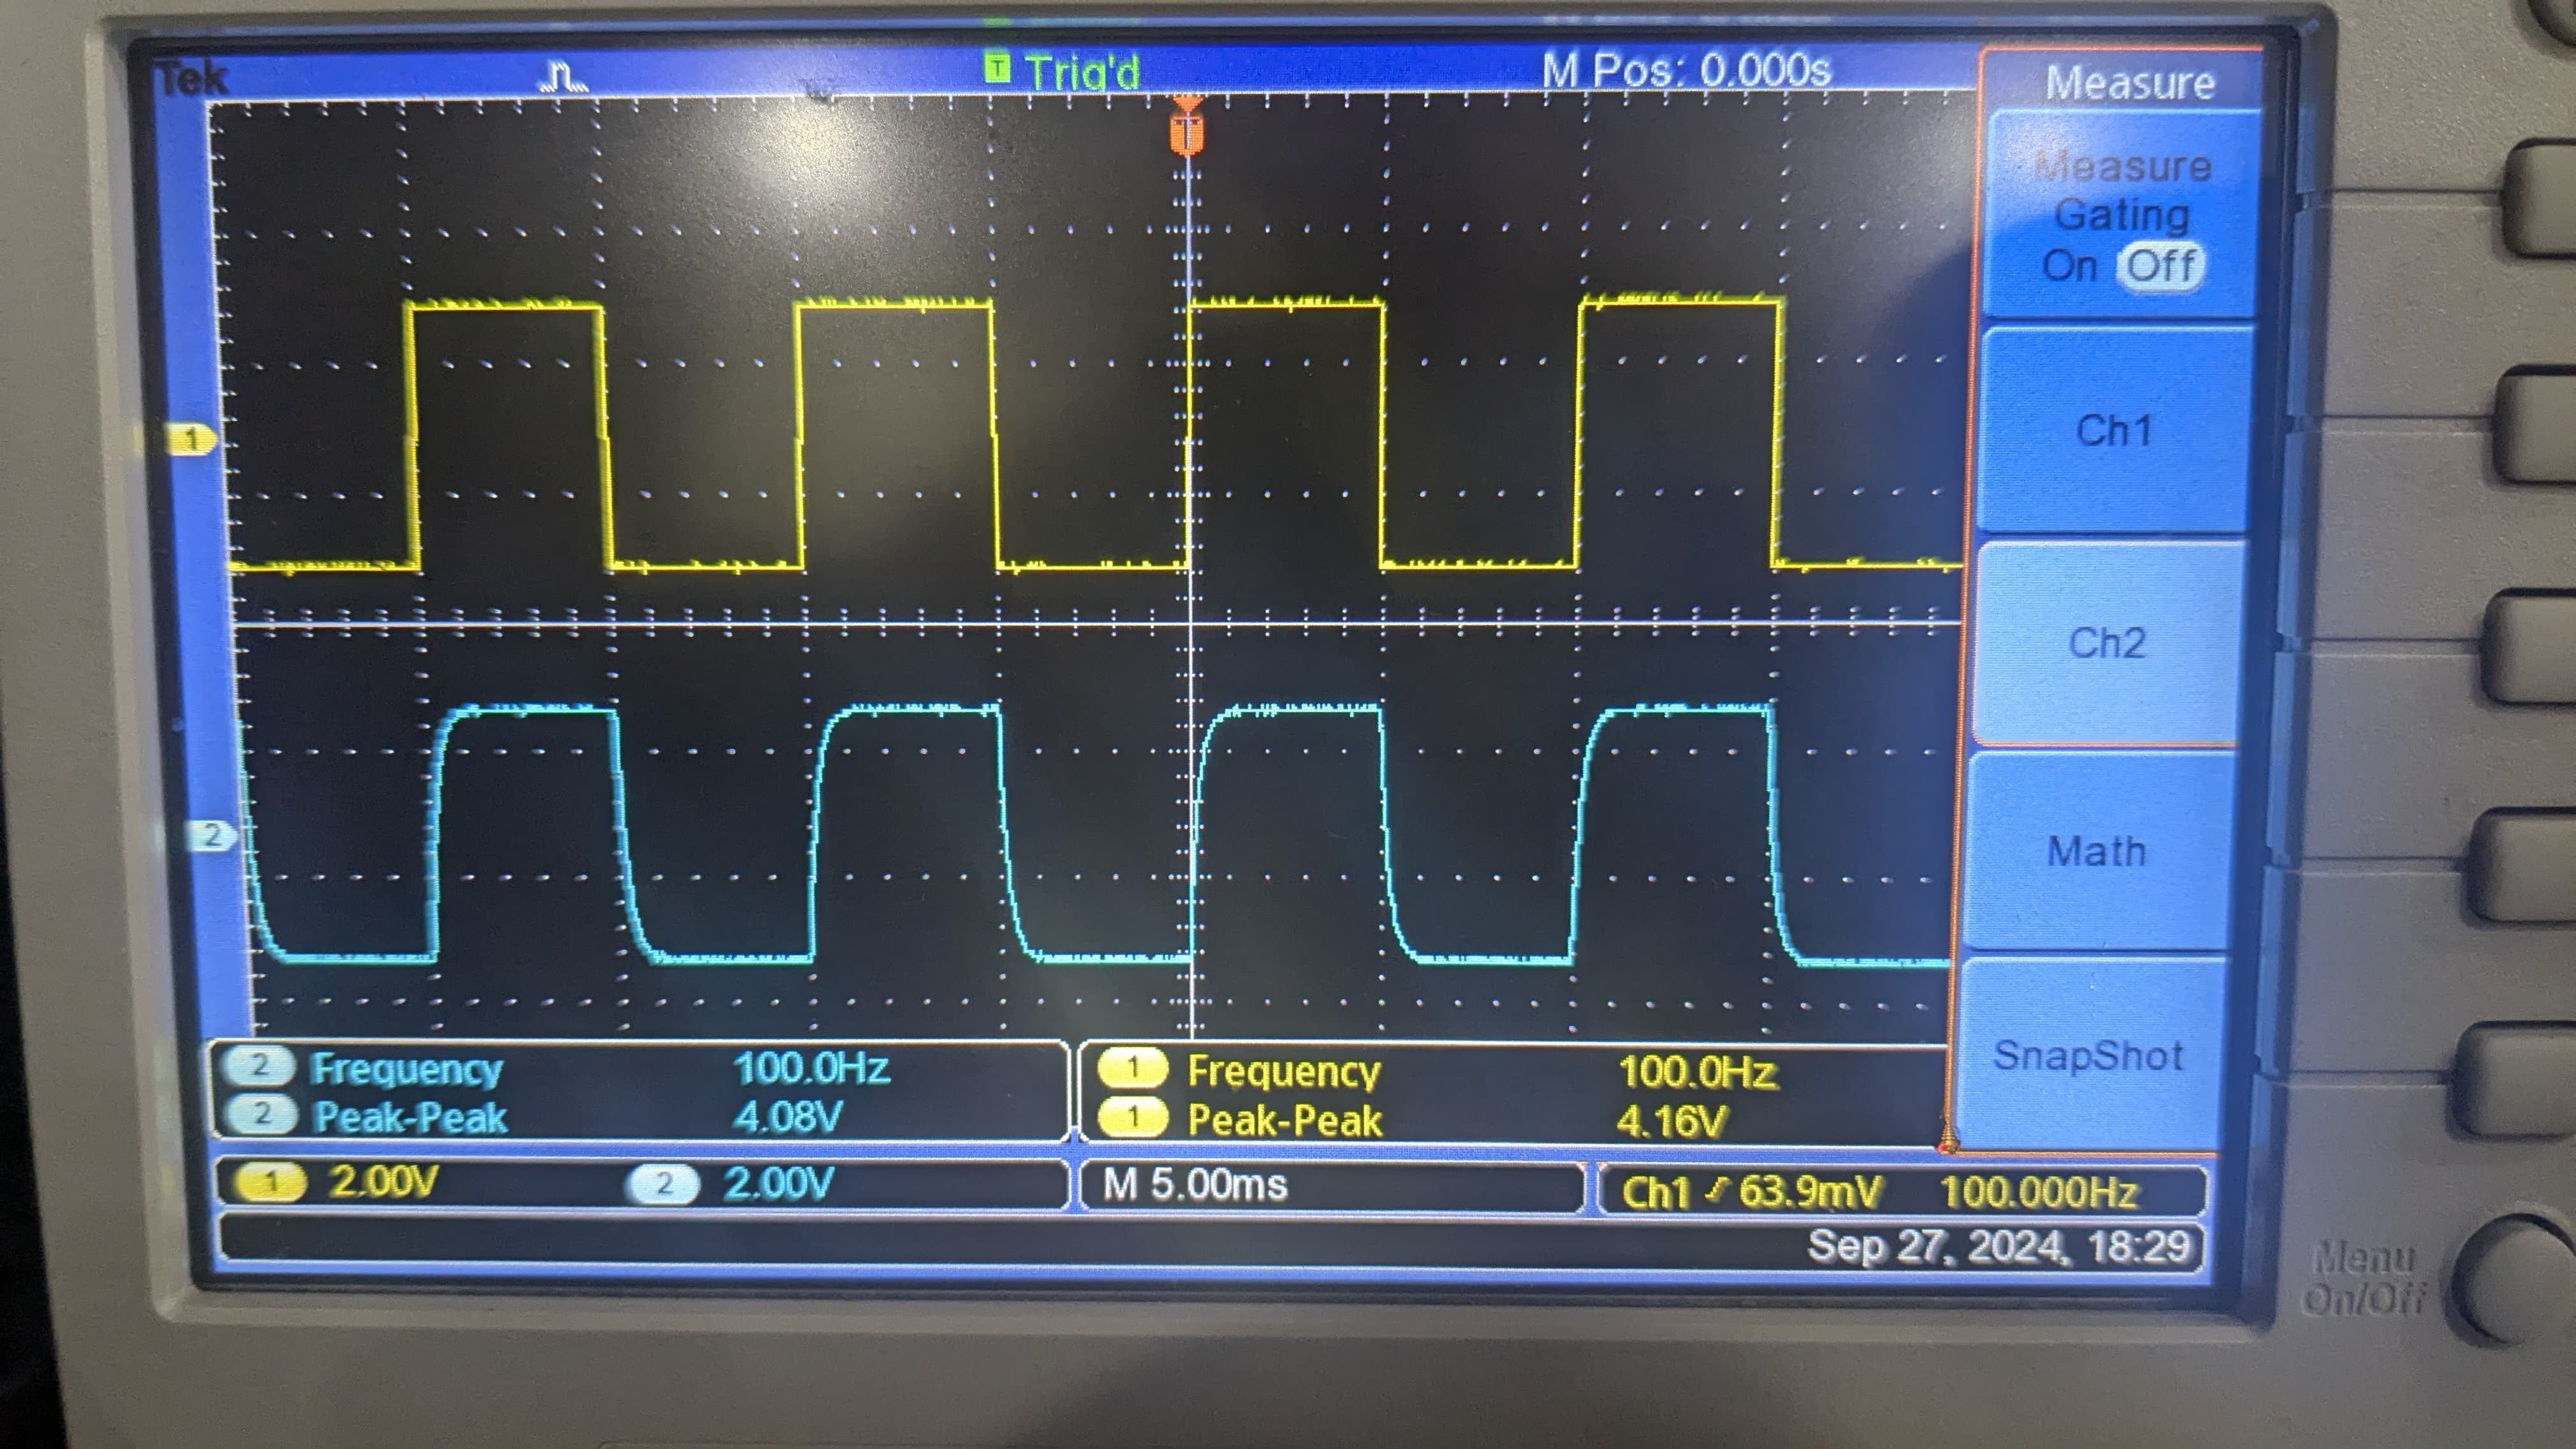 Tek
T Trig'd
M Pos: 0.000s
Measure
Measure
Gating
On Off
Ch1
Ch2
Math
SnapShot
T
1
2
2 Frequency 100.0Hz
2 Peak-Peak 4.08V
1 Frequency 100.0Hz
1 Peak-Peak 4.16V
1 2.00V 2 2.00V
M 5.00ms
Ch1 63.9mV 100.000Hz
Sep 27, 2024, 18:29
Menu
On/Off